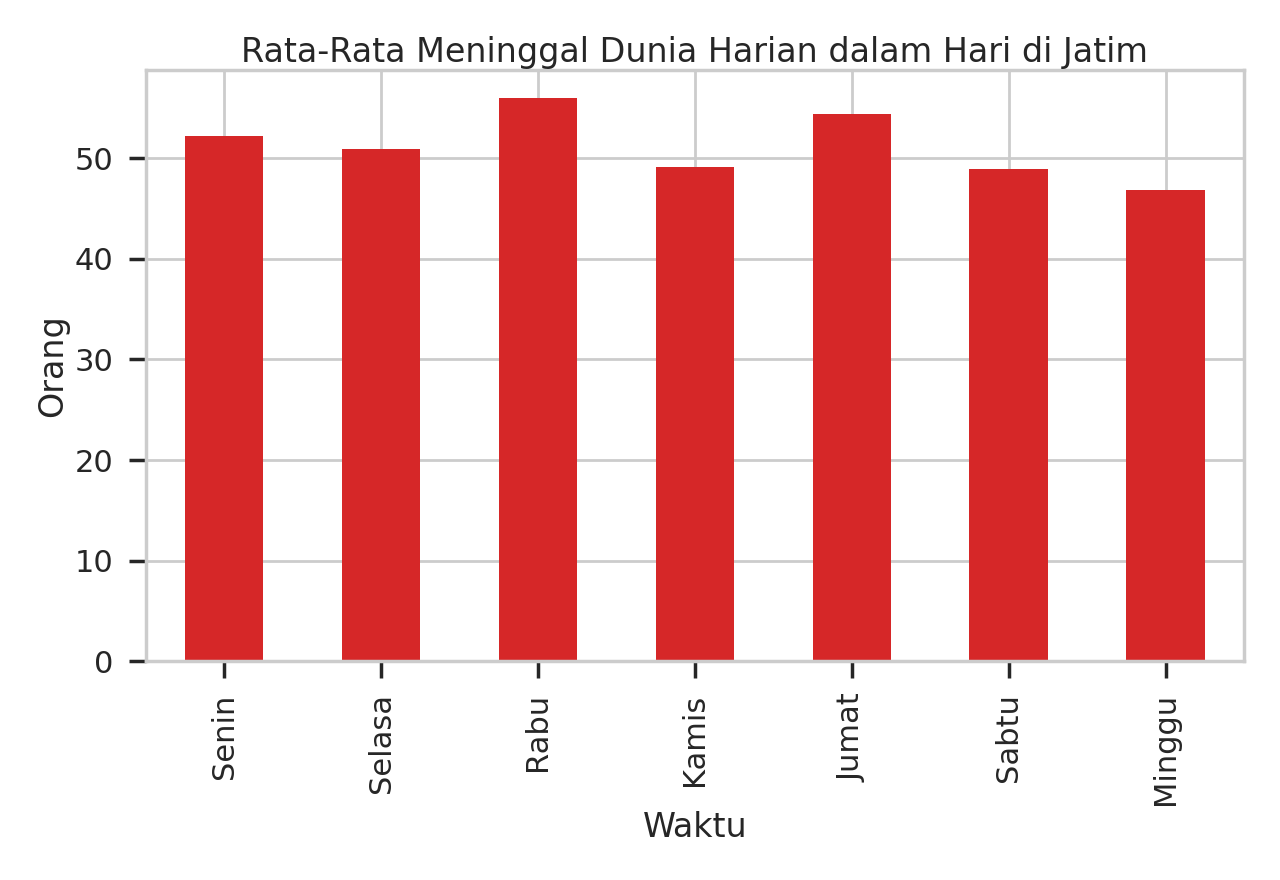 Rata-Rata Meninggal Dunia Harian dalam Hari di Jatim
Orang
50
40
30
20
10
0
Senin
Selasa
Rabu
Kamis
Jumat
Sabtu
Minggu
Waktu